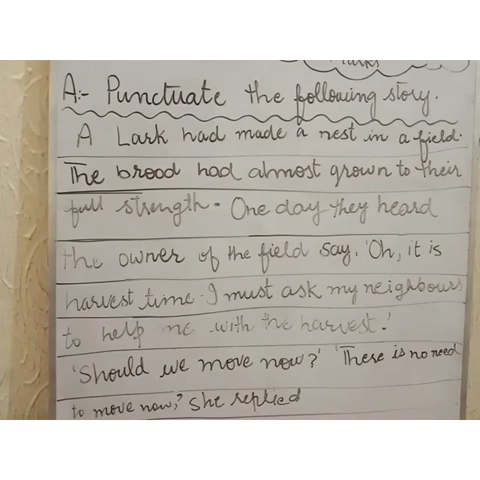 Marks
A:- Punctuate the following story.
A Lark had made a nest in a field.
The brood had almost grown to their
full strength. One day they heard
the owner of the field say, 'Oh, it is
harvest time. I must ask my neighbours
to help me with the harvest.'
'Should we move now?' 'There is no need
to move now,' She replied